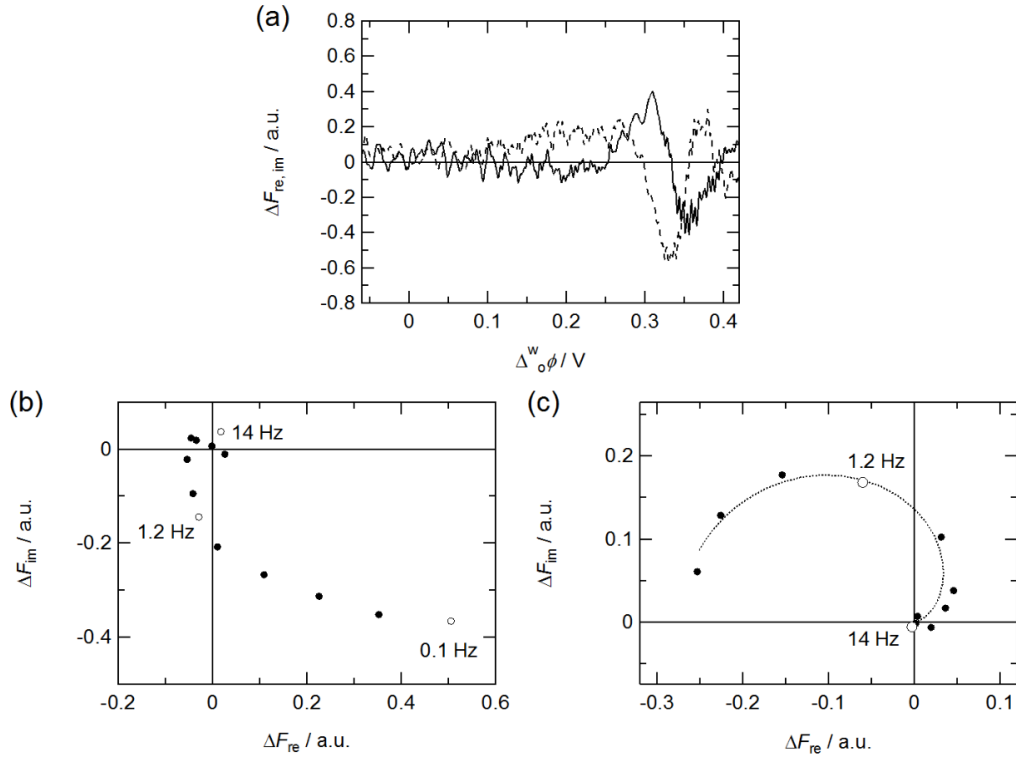 (a)
0.8
0.6
0.4
0.2
0
-0.2
-0.4
-0.6
-0.8
ΔF re, im / a.u.
0 0.1 0.2 0.3 0.4
Δ w o ϕ / V
(b)
0
-0.2
-0.4
ΔF im / a.u.
14 Hz
1.2 Hz
0.1 Hz
-0.2 0 0.2 0.4 0.6
ΔF re / a.u.
(c)
0.2
0.1
0
ΔF im / a.u.
1.2 Hz
14 Hz
-0.3 -0.2 -0.1 0 0.1
ΔF re / a.u.